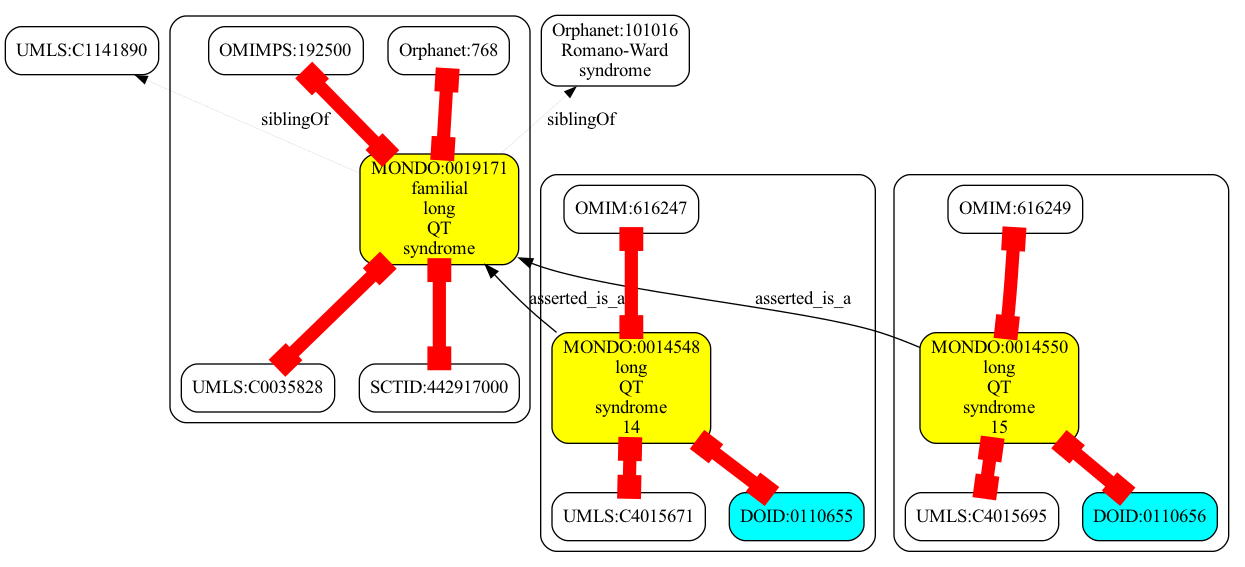 UMLS:C1141890
OMIMPS:192500
Orphanet:768
Orphanet:101016
Romano-Ward
syndrome
siblingOf
siblingOf
MONDO:0019171
familial
long
QT
syndrome
OMIM:616247
OMIM:616249
asserted_is_a
asserted_is_a
UMLS:C0035828
SCTID:442917000
MONDO:0014548
long
QT
syndrome
14
MONDO:0014550
long
QT
syndrome
15
UMLS:C4015671
DOID:0110655
UMLS:C4015695
DOID:0110656